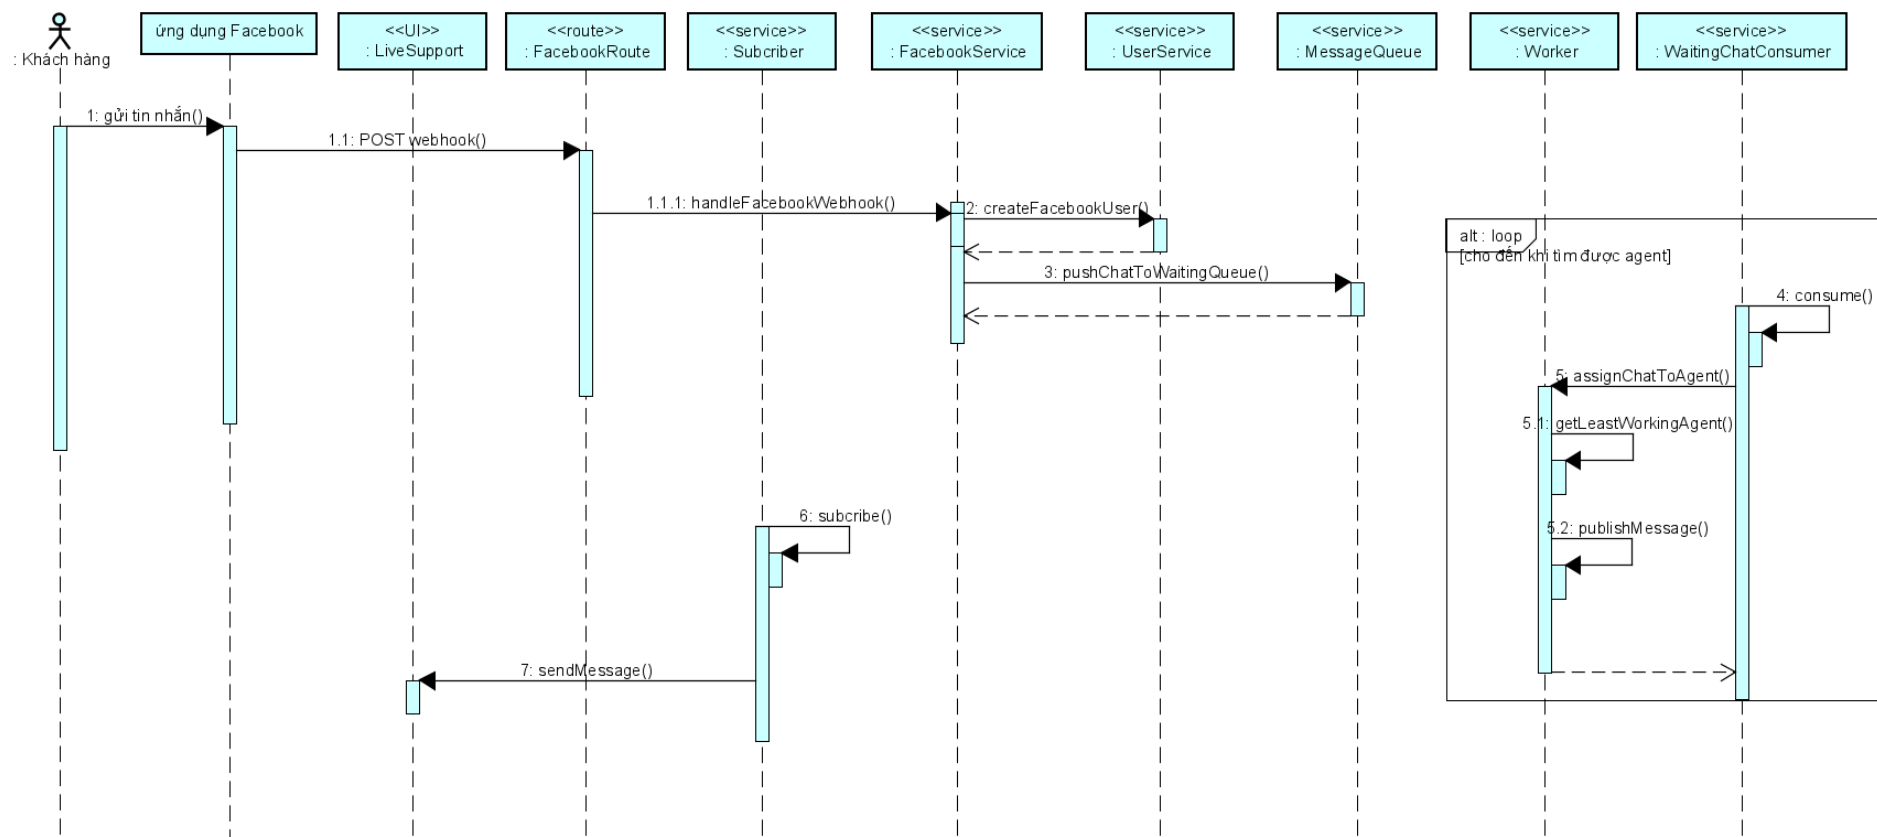 : Khách hàng
ứng dụng Facebook
<<UI>>
: LiveSupport
<<route>>
: FacebookRoute
<<service>>
: Subcriber
<<service>>
: FacebookService
<<service>>
: UserService
<<service>>
: MessageQueue
<<service>>
: Worker
<<service>>
: WaitingChatConsumer
1: gửi tin nhắn()
1.1: POST webhook()
1.1.1: handleFacebookWebhook()
2: createFacebookUser()
alt : loop
[cho đến khi tìm được agent]
3: pushChatToWaitingQueue()
4: consume()
5: assignChatToAgent()
5.1: getLeastWorkingAgent()
6: subcribe()
5.2: publishMessage()
7: sendMessage()